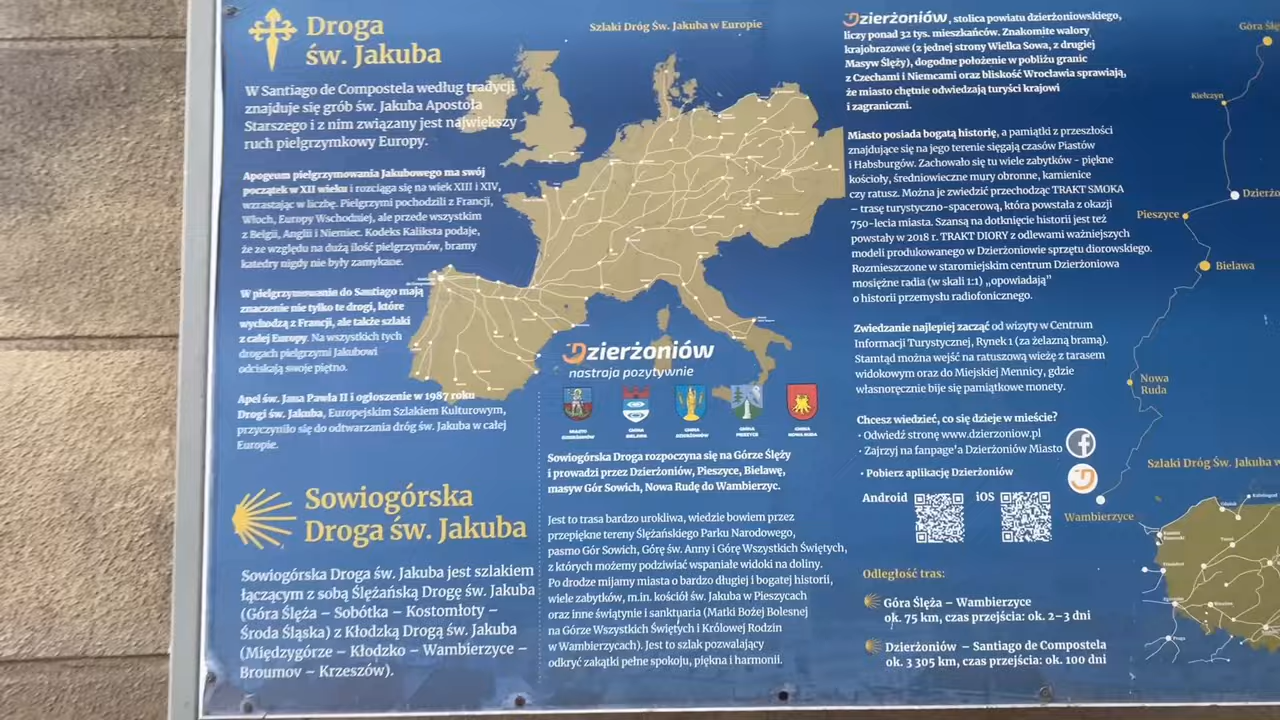 Droga
św. Jakuba
W Santiago de Compostela według tradycji
znajduje się grób św. Jakuba Apostoła
Starszego i z nim związany jest największy
ruch pielgrzymkowy Europy.
Apogeum pielgrzymowania Jakubowego ma swój
początek w XII wieku i rozciąga się na wiek XIII i XIV,
wzrastając w liczbę. Pielgrzymi pochodzili z Francji,
Włoch, Europy Wschodniej, ale przede wszystkim
z Belgii, Anglii i Niemiec. Kodeks Kaliksta podaje,
że ze względu na dużą ilość pielgrzymów, bramy
katedry nigdy nie były zamykane.
W pielgrzymowanie do Santiago mają
znaczenie nie tylko te drogi, które
wychodzą z Francji, ale także szlaki
z całej Europy. Na wszystkich tych
drogach pielgrzymi Jakubowi
odciskają swoje piętno.
Apel św. Jana Pawła II i ogłoszenie w 1987 roku
Drogi św. Jakuba, Europejskim Szlakiem Kulturowym,
przyczyniło się do odtwarzania dróg św. Jakuba w całej
Europie.
Sowiogórska
Droga św. Jakuba
Sowiogórska Droga św. Jakuba jest szlakiem
łączącym z sobą Ślężańską Drogę św. Jakuba
(Góra Ślęża – Sobótka – Kostomłoty –
Środa Śląska) z Kłodzką Drogą św. Jakuba
(Międzygórze – Kłodzko – Wambierzyce –
Broumov – Krzeszów).
Szlaki Dróg Św. Jakuba w Europie
Dzierżoniów
nastraja pozytywnie
MIASTO
DZIERŻONIÓW
GMINA
BIELAWA
GMINA
DZIERŻONIÓW
GMINA
PIESZYCE
GMINA
NOWA RUDA
Sowiogórska Droga rozpoczyna się na Górze Ślęży
i prowadzi przez Dzierżoniów, Pieszyce, Bielawę,
masyw Gór Sowich, Nowa Rudę do Wambierzyc.
Jest to trasa bardzo urokliwa, wiedzie bowiem przez
przepiękne tereny Ślężańskiego Parku Narodowego,
pasmo Gór Sowich, Górę św. Anny i Górę Wszystkich Świętych,
z których możemy podziwiać wspaniałe widoki na doliny.
Po drodze mijamy miasta o bardzo długiej i bogatej historii,
wiele zabytków, m.in. kościół św. Jakuba w Pieszycach
oraz inne świątynie i sanktuaria (Matki Bożej Bolesnej
na Górze Wszystkich Świętych i Królowej Rodzin
w Wambierzycach). Jest to szlak pozwalający
odkryć zakątki pełne spokoju, piękna i harmonii.
Dzierżoniów, stolica powiatu dzierżoniowskiego,
liczy ponad 32 tys. mieszkańców. Znakomite walory
krajobrazowe (z jednej strony Wielka Sowa, z drugiej
Masyw Ślęży), dogodne położenie w pobliżu granic
z Czechami i Niemcami oraz bliskość Wrocławia sprawiają,
że miasto chętnie odwiedzają turyści krajowi
i zagraniczni.
Miasto posiada bogatą historię, a pamiątki z przeszłości
znajdujące się na jego terenie sięgają czasów Piastów
i Habsburgów. Zachowało się tu wiele zabytków - piękne
kościoły, średniowieczne mury obronne, kamienice
czy ratusz. Można je zwiedzić przechodząc TRAKT SMOKA
– trasę turystyczno-spacerową, która powstała z okazji
750-lecia miasta. Szansą na dotknięcie historii jest też
powstały w 2018 r. TRAKT DIORY z odlewami ważniejszych
modeli produkowanego w Dzierżoniowie sprzętu diorowskiego.
Rozmieszczone w staromiejskim centrum Dzierżoniowa
mosiężne radia (w skali 1:1) „opowiadają”
o historii przemysłu radiofonicznego.
Zwiedzanie najlepiej zacząć od wizyty w Centrum
Informacji Turystycznej, Rynek 1 (za żelazną bramą).
Stamtąd można wejść na ratuszową wieżę z tarasem
widokowym oraz do Miejskiej Mennicy, gdzie
własnoręcznie bije się pamiątkowe monety.
Chcesz wiedzieć, co się dzieje w mieście?
• Odwiedź stronę www.dzierzoniow.pl
• Zajrzyj na fanpage'a Dzierżoniów Miasto
• Pobierz aplikację Dzierżoniów
Android
iOS
Odległość tras:
Góra Ślęża – Wambierzyce
ok. 75 km, czas przejścia: ok. 2–3 dni
Dzierżoniów – Santiago de Compostela
ok. 3 305 km, czas przejścia: ok. 100 dni
Góra Ślę
Kiełczyn
Dzierżo
Pieszyce
Bielawa
Nowa
Ruda
Wambierzyce
Szlaki Dróg Św. Jakuba w